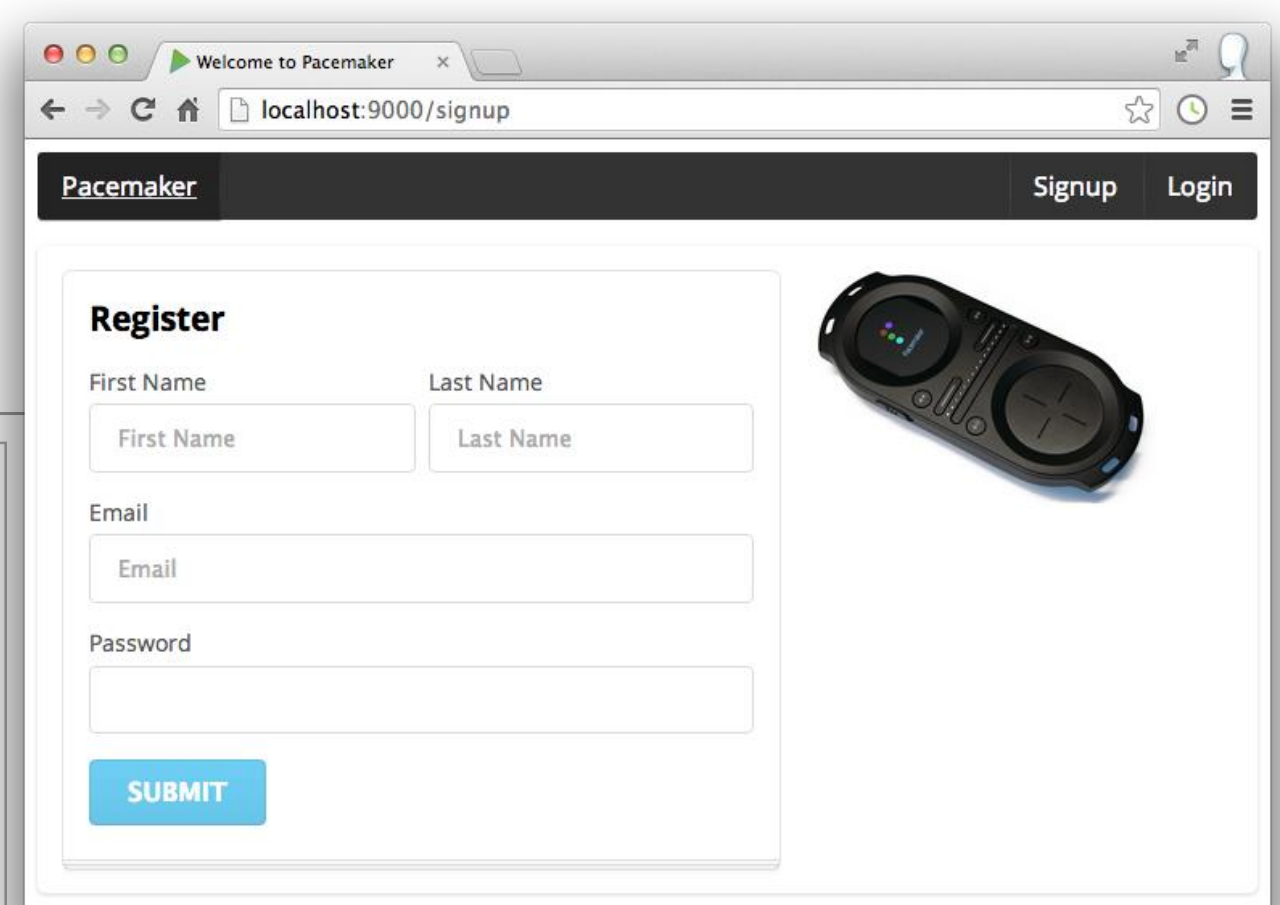 Welcome to Pacemaker
localhost:9000/signup
Pacemaker Signup Login
Register
First Name Last Name
First Name Last Name
Email
Email
Password
SUBMIT
Pacemaker